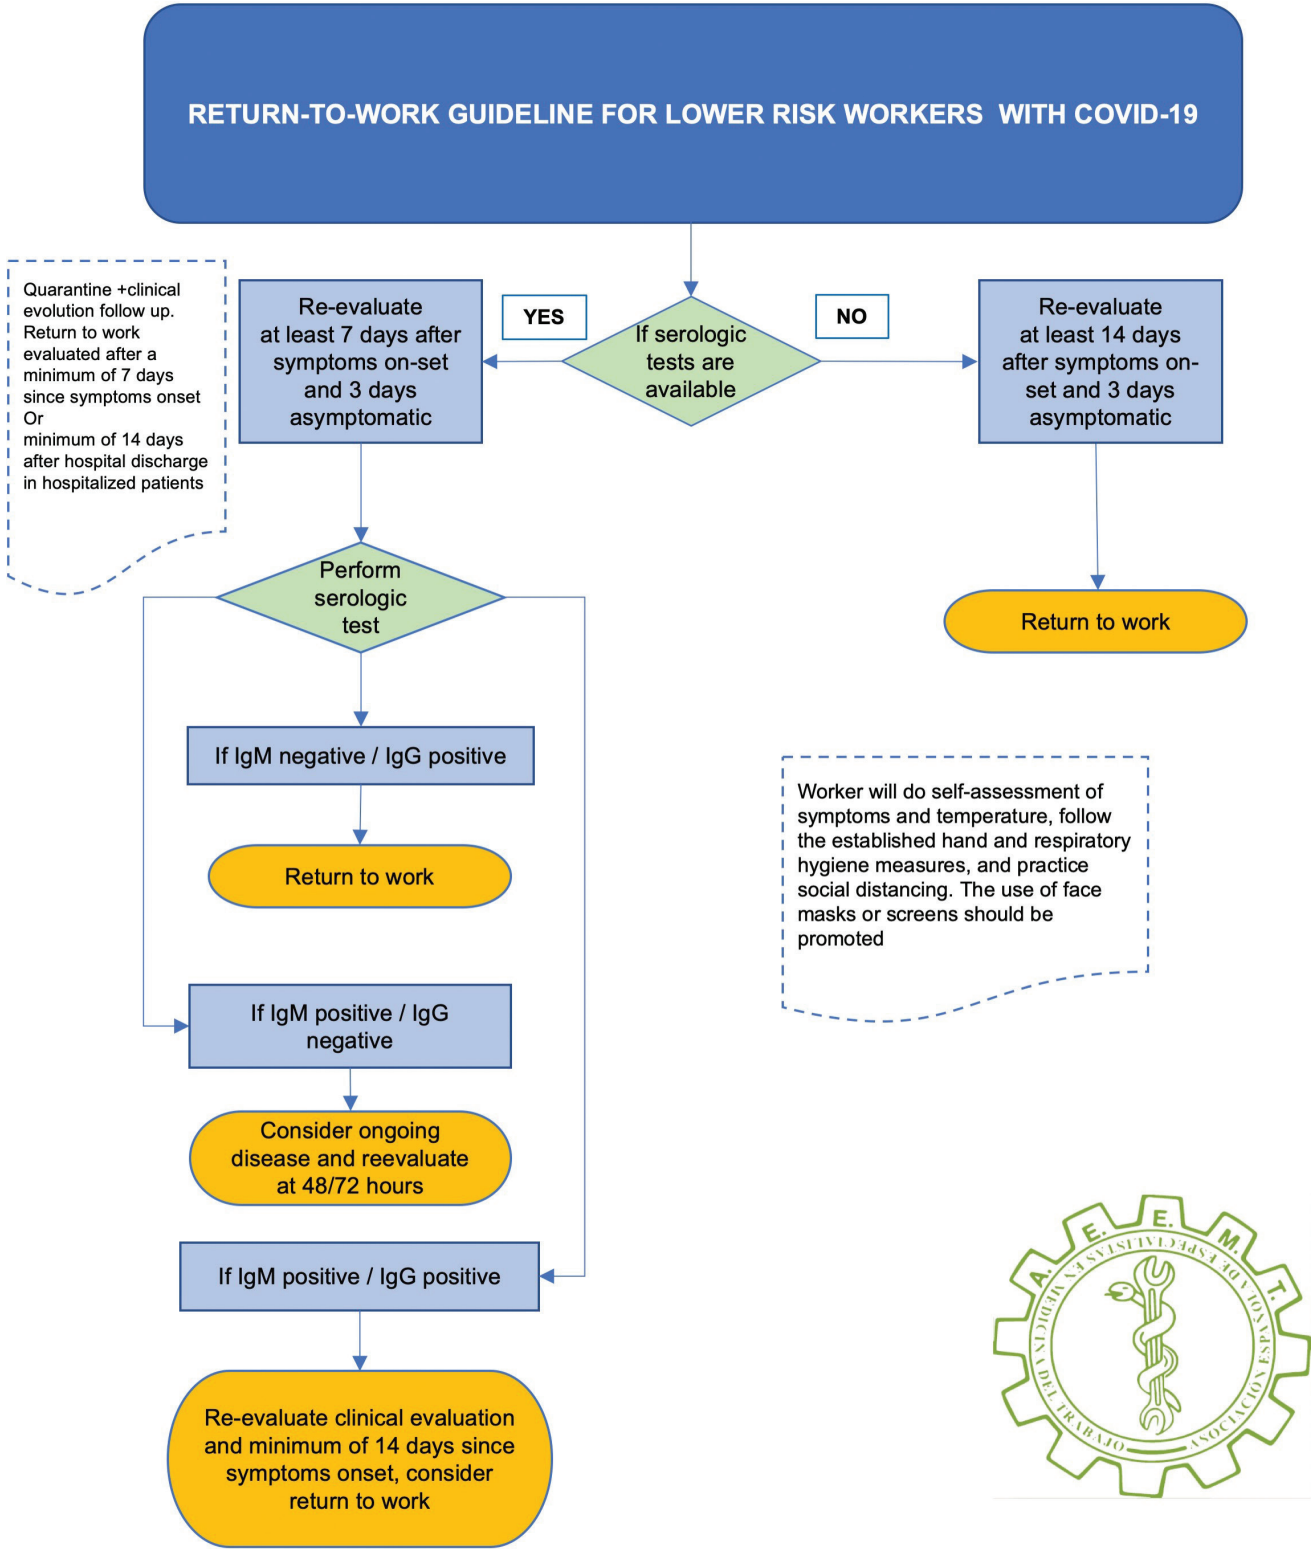 RETURN-TO-WORK GUIDELINE FOR LOWER RISK WORKERS WITH COVID-19
Quarantine +clinical
evolution follow up.
Return to work
evaluated after a
minimum of 7 days
since symptoms onset
Or
minimum of 14 days
after hospital discharge
in hospitalized patients
Re-evaluate
at least 7 days after
symptoms on-set
and 3 days
asymptomatic
YES
If serologic
tests are
available
NO
Re-evaluate
at least 14 days
after symptoms on-
set and 3 days
asymptomatic
Return to work
Perform
serologic
test
If IgM negative / IgG positive
Return to work
Worker will do self-assessment of
symptoms and temperature, follow
the established hand and respiratory
hygiene measures, and practice
social distancing. The use of face
masks or screens should be
promoted
If IgM positive / IgG
negative
Consider ongoing
disease and reevaluate
at 48/72 hours
If IgM positive / IgG positive
Re-evaluate clinical evaluation
and minimum of 14 days since
symptoms onset, consider
return to work
A. E. E. M. T.
ASOCIACIÓN ESPAÑOLA DE ESPECIALISTAS EN MEDICINA DEL TRABAJO